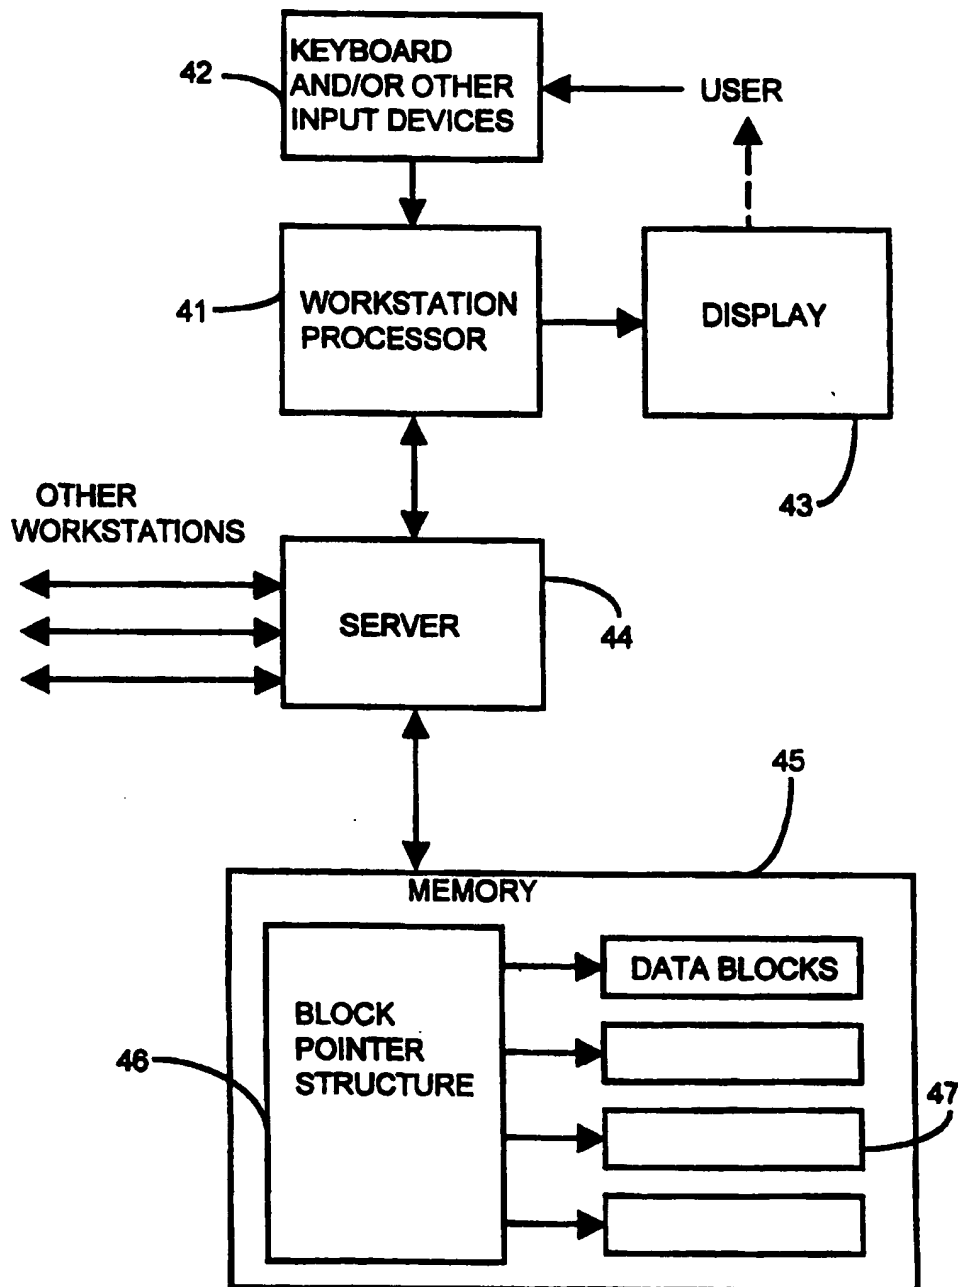 KEYBOARD
AND/OR OTHER
INPUT DEVICES
42
USER
41
WORKSTATION
PROCESSOR
DISPLAY
43
OTHER
WORKSTATIONS
SERVER
44
45
MEMORY
BLOCK
POINTER
STRUCTURE
46
DATA BLOCKS
47